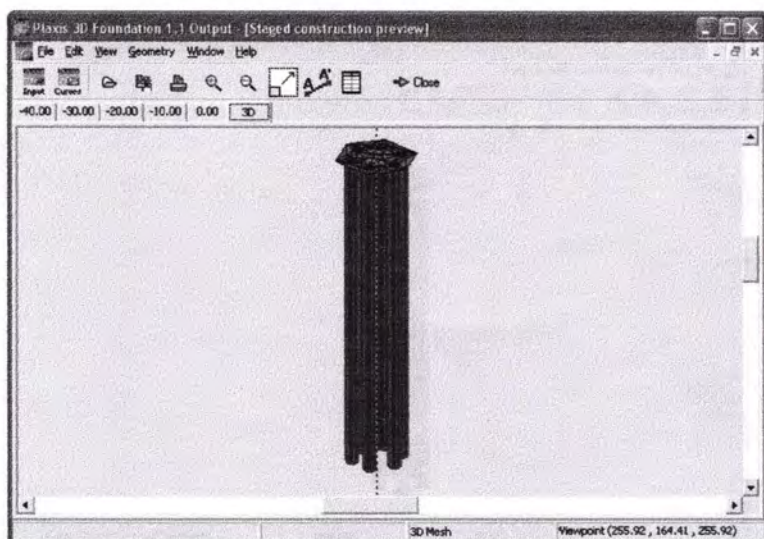 Plaxis 3D Foundation 1.1 Output - [Staged construction preview]
File Edit View Geometry Window Help
Input Curves Close
-40.00 -30.00 -20.00 -10.00 0.00 3D
3D Mesh Viewpoint (255.92 , 164.41 , 255.92)